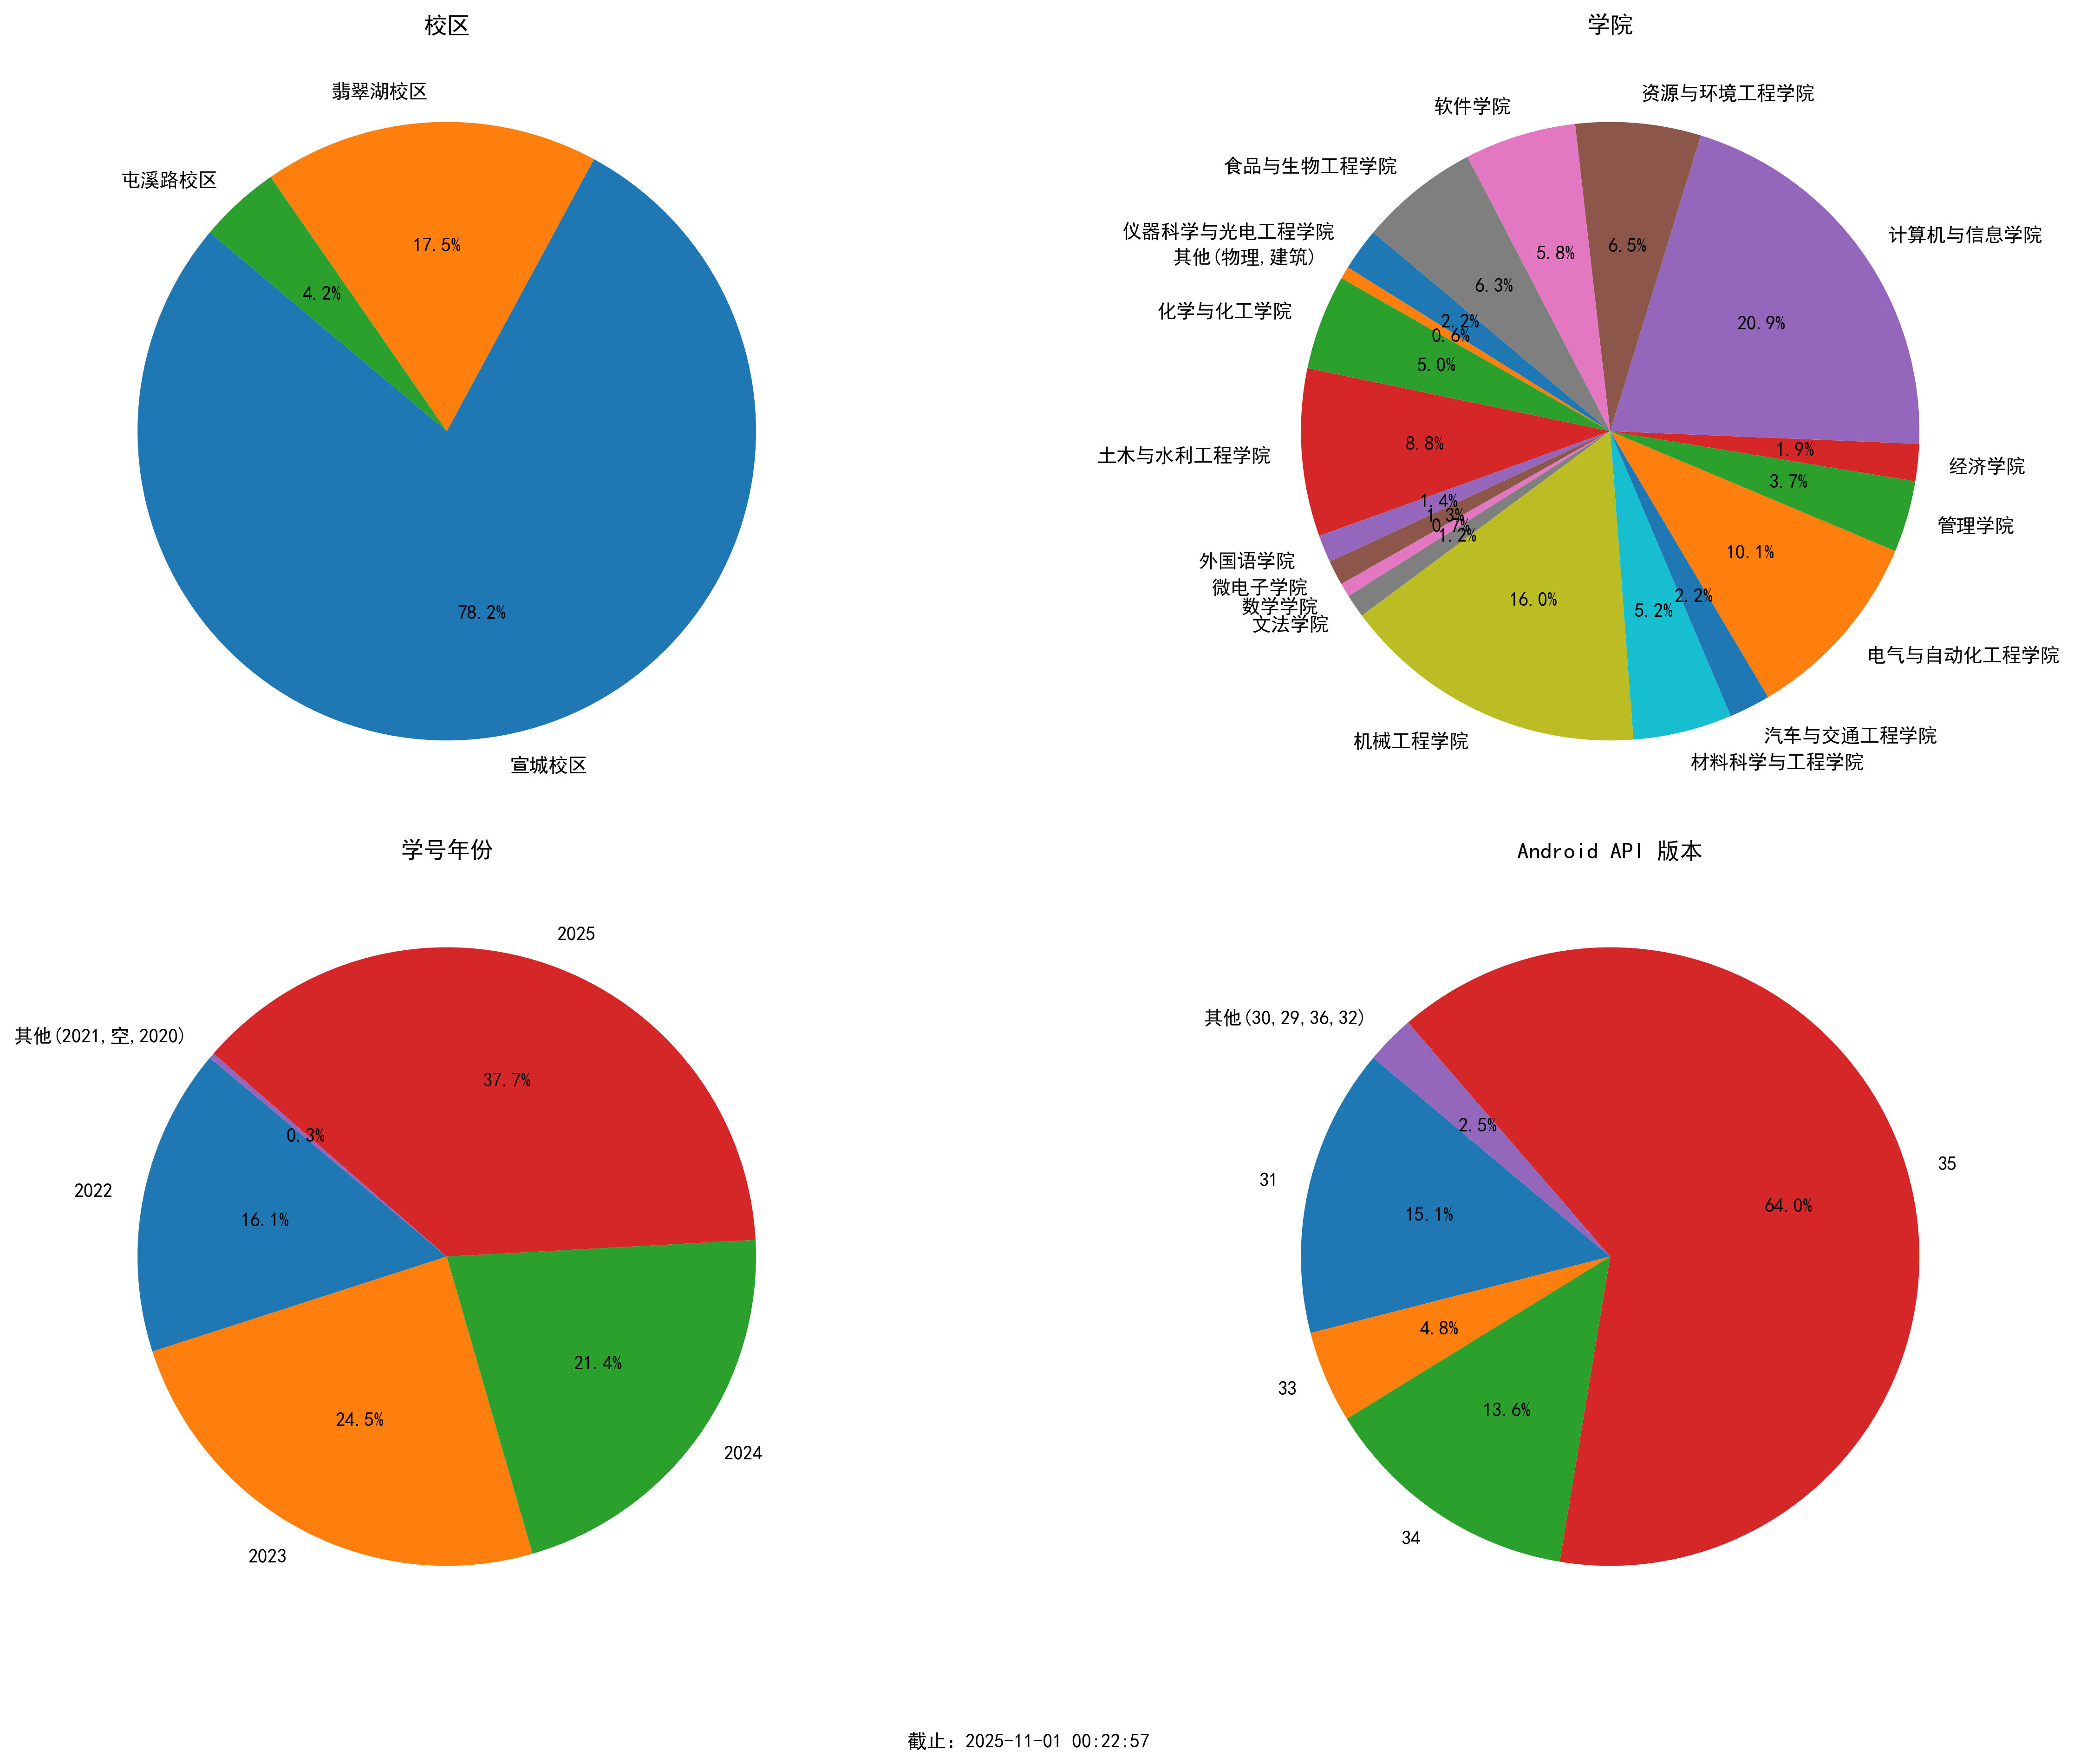 校区
翡翠湖校区
屯溪路校区
17.5%
4.2%
78.2%
宣城校区
学院
资源与环境工程学院
软件学院
食品与生物工程学院
仪器科学与光电工程学院
计算机与信息学院
其他(物理,建筑)
6.5%
5.8%
6.3%
化学与化工学院
2.2%
20.9%
0.6%
5.0%
8.8%
1.9%
土木与水利工程学院
经济学院
3.7%
1.4%
1.3%
0.7%
管理学院
1.2%
10.1%
外国语学院
微电子学院
2.2%
16.0%
数学学院
5.2%
文法学院
电气与自动化工程学院
汽车与交通工程学院
机械工程学院
材料科学与工程学院
学号年份
2025
其他(2021,空,2020)
37.7%
0.3%
2022
16.1%
21.4%
24.5%
2024
2023
Android API 版本
其他(30,29,36,32)
2.5%
35
31
64.0%
15.1%
4.8%
33
13.6%
34
截止: 2025-11-01 00:22:57